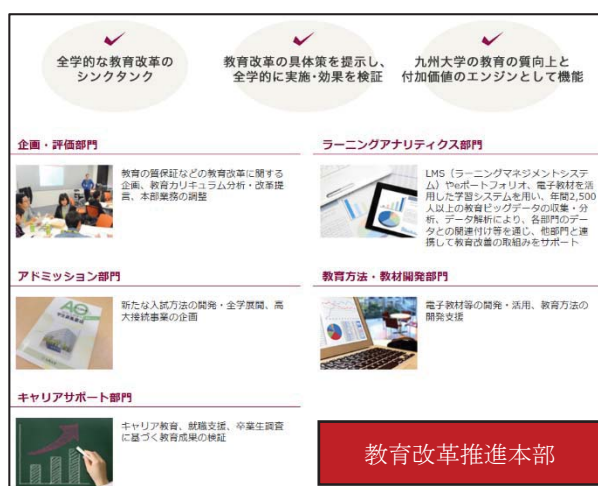 全学的な教育改革の
シンクタンク
教育改革の具体策を提示し、
全学的に実施・効果を検証
九州大学の教育の質向上と
付加価値のエンジンとして機能
企画・評価部門
教育の質保証などの教育改革に関する
企画、教育カリキュラム分析・改革提
言、本部業務の調整
ラーニングアナリティクス部門
LMS（ラーニングマネジメントシステ
ム）やeポートフォリオ、電子教材を活
用した学習システムを用い、年間2,500
人以上の教育ビッグデータの収集・分
析、データ解析により、各部門のデー
タとの関連付け等を通じ、他部門と連
携して教育改善の取組みをサポート
アドミッション部門
AO
新たな入試方法の開発・全学展開、高
大接続事業の企画
教育方法・教材開発部門
電子教材等の開発・活用、教育方法の
開発支援
キャリアサポート部門
キャリア教育、就職支援、卒業生調査
に基づく教育成果の検証
教育改革推進本部